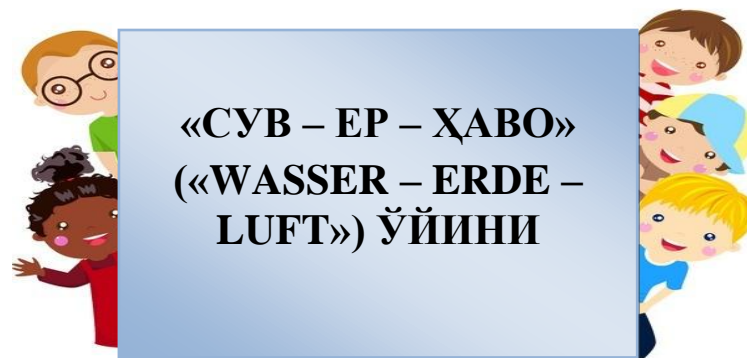 «СУВ – ЕР – ҲАВО»
(«WASSER – ERDE –
LUFT») ЎЙИНИ